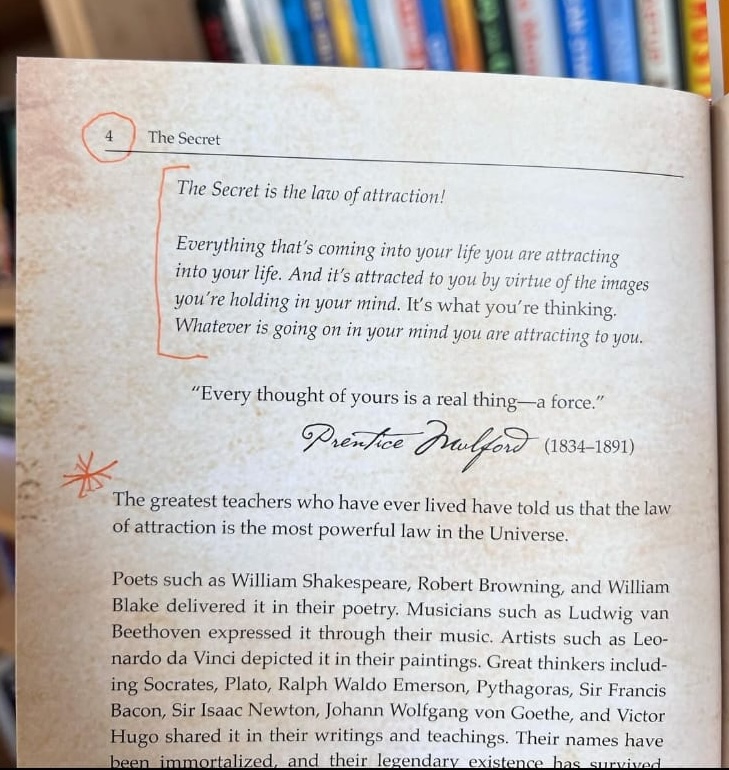 4 The Secret
The Secret is the law of attraction!
Everything that's coming into your life you are attracting
into your life. And it's attracted to you by virtue of the images
you're holding in your mind. It's what you're thinking.
Whatever is going on in your mind you are attracting to you.
"Every thought of yours is a real thing—a force."
Prentice Mulford (1834–1891)
The greatest teachers who have ever lived have told us that the law
of attraction is the most powerful law in the Universe.
Poets such as William Shakespeare, Robert Browning, and William
Blake delivered it in their poetry. Musicians such as Ludwig van
Beethoven expressed it through their music. Artists such as Leo-
nardo da Vinci depicted it in their paintings. Great thinkers includ-
ing Socrates, Plato, Ralph Waldo Emerson, Pythagoras, Sir Francis
Bacon, Sir Isaac Newton, Johann Wolfgang von Goethe, and Victor
Hugo shared it in their writings and teachings. Their names have
been immortalized, and their legendary existence has survived